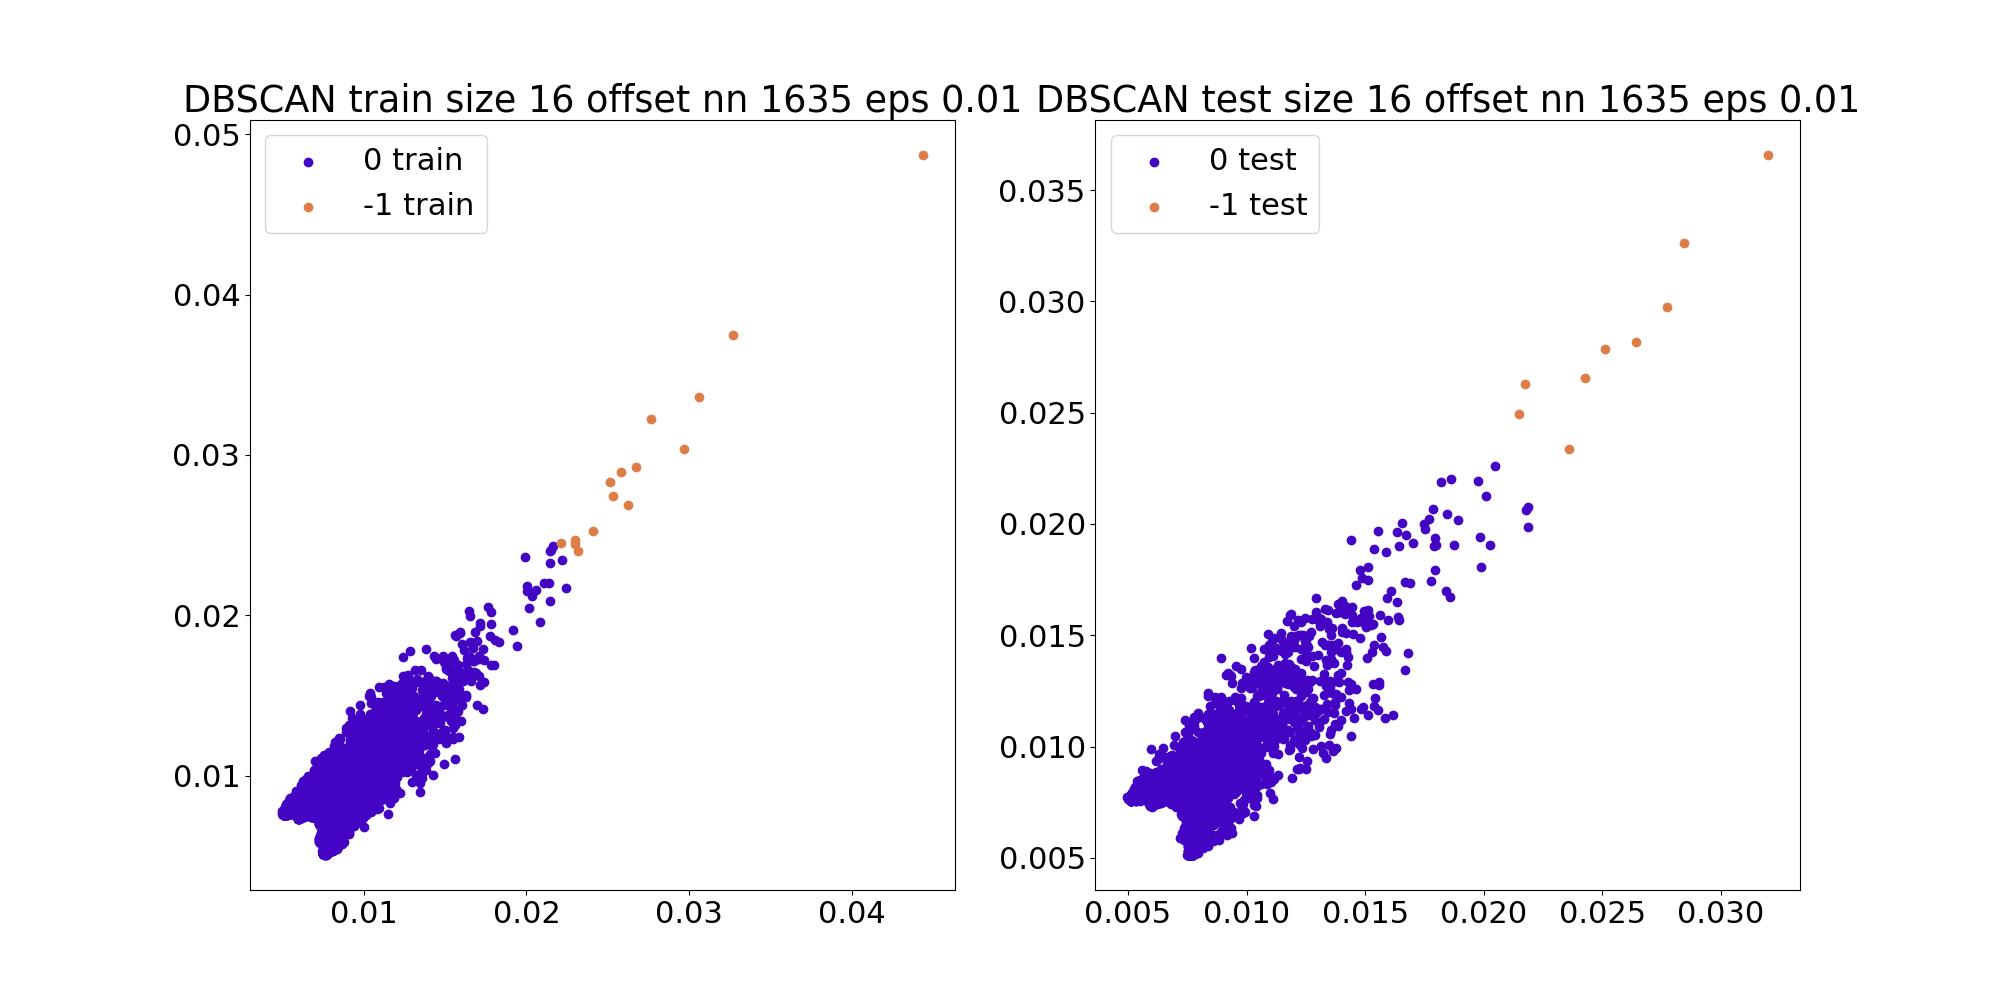 DBSCAN train size 16 offset nn 1635 eps 0.01
0.05
0.04
0.03
0.02
0.01
0 train
-1 train
0.01 0.02 0.03 0.04
DBSCAN test size 16 offset nn 1635 eps 0.01
0.035
0.030
0.025
0.020
0.015
0.010
0.005
0 test
-1 test
0.005 0.010 0.015 0.020 0.025 0.030